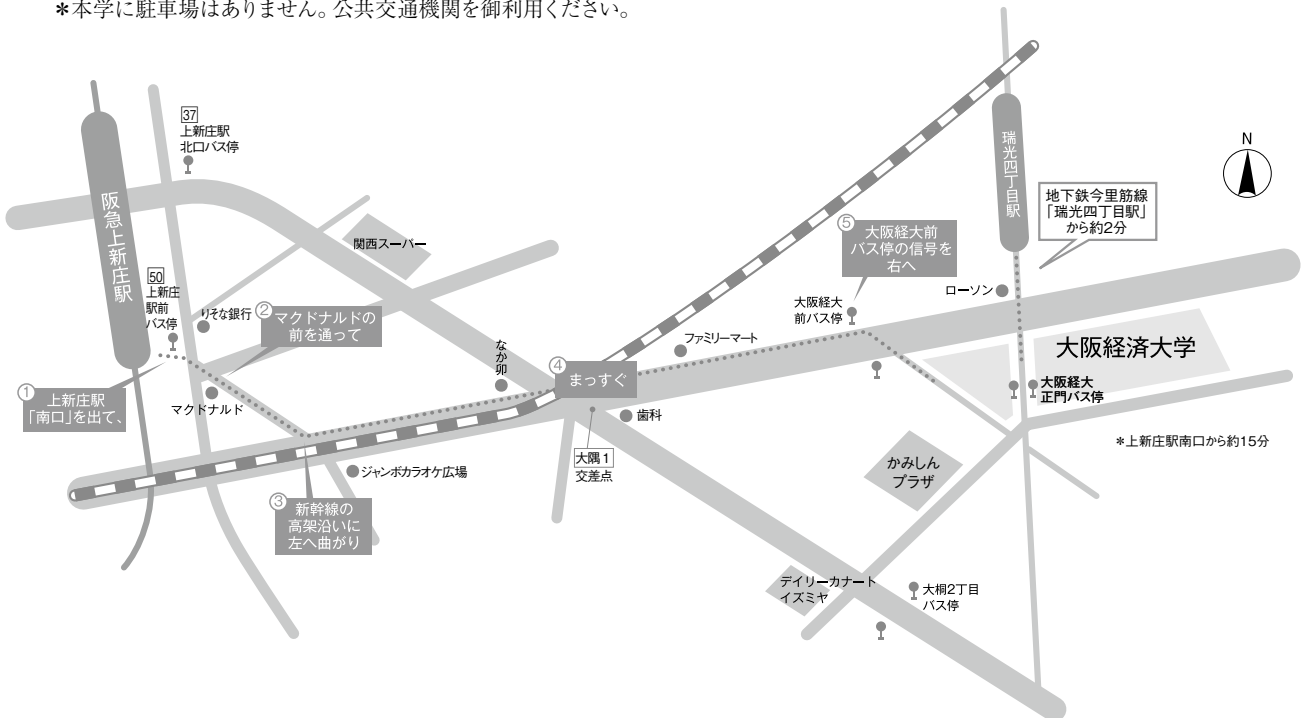 ＊本学に駐車場はありません。公共交通機関を御利用ください。
37
上新庄駅
北口バス停
阪急上新庄駅
関西スーパー
50
上新庄
駅前
バス停
りそな銀行
②
マクドナルドの
前を通って
①
上新庄駅
「南口」を出て、
マクドナルド
なか卯
④
まっすぐ
ファミリーマート
歯科
大隅1
交差点
ジャンボカラオケ広場
③
新幹線の
高架沿いに
左へ曲がり
⑤
大阪経大前
バス停の信号を
右へ
大阪経大
前バス停
瑞光四丁目駅
地下鉄今里筋線
「瑞光四丁目駅」
から約2分
N
ローソン
大阪経済大学
大阪経大
正門バス停
＊上新庄駅南口から約15分
かみしん
プラザ
デイリーカナート
イズミヤ
大桐2丁目
バス停